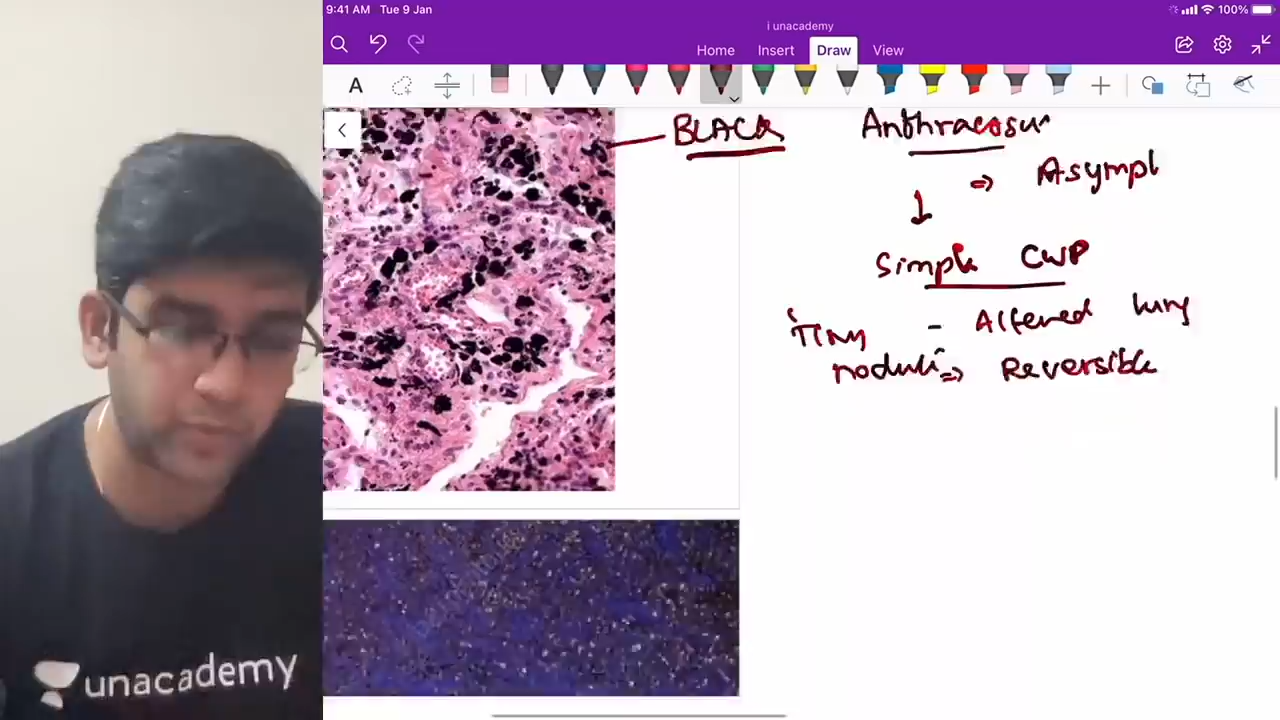 9:41 AM Tue 9 Jan
100%
i unacademy
Home Insert Draw View
A
BLACK
Anthracosis
⇒ Asympt
↓
Simple CWP
Tiny - Altered lung
noduli ⇒ Reversible
unacademy